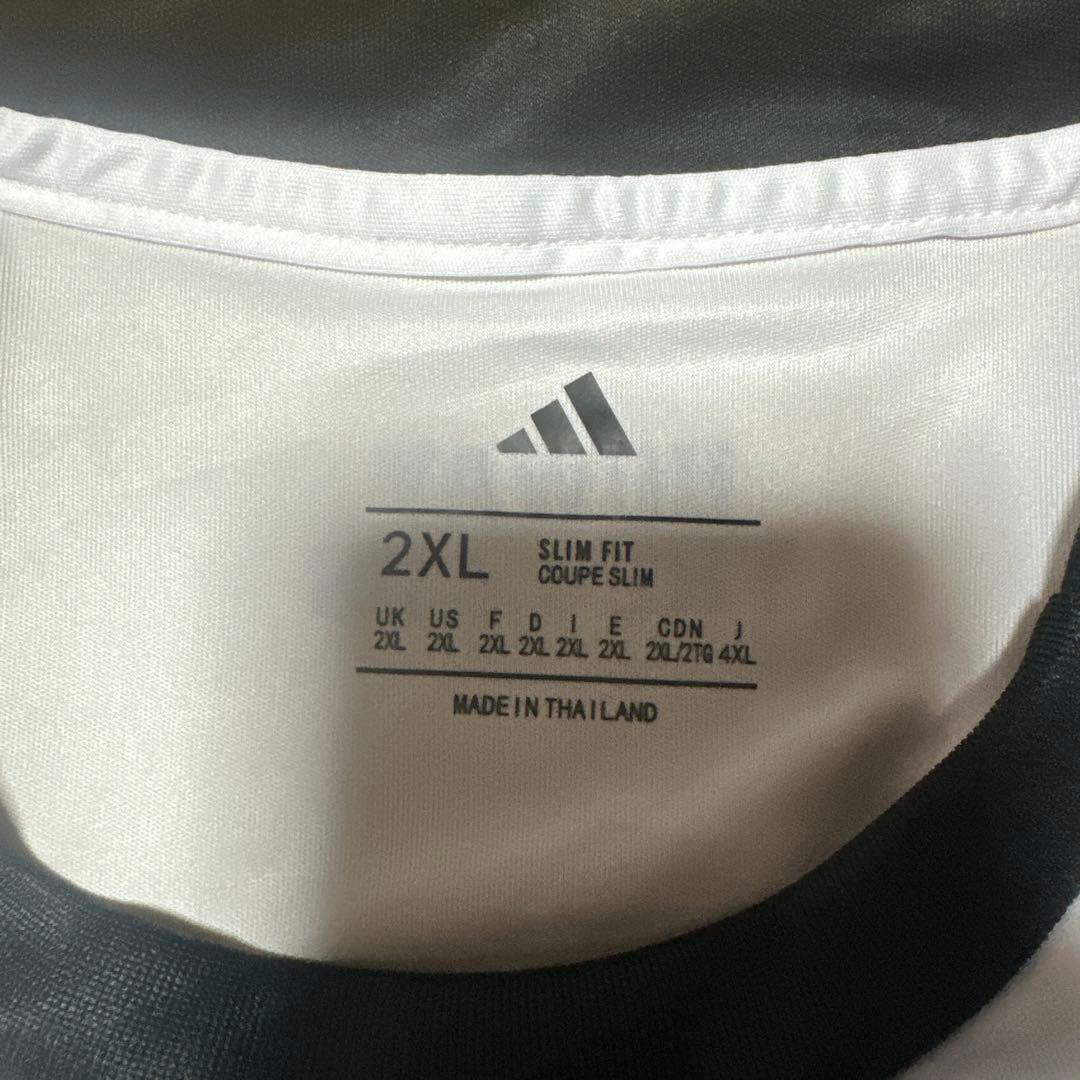 2XL SLIM FIT
COUPE SLIM
UK US F D I E CDN J
2XL 2XL 2XL 2XL 2XL 2XL 2XL/2TG 4XL
MADE IN THAILAND